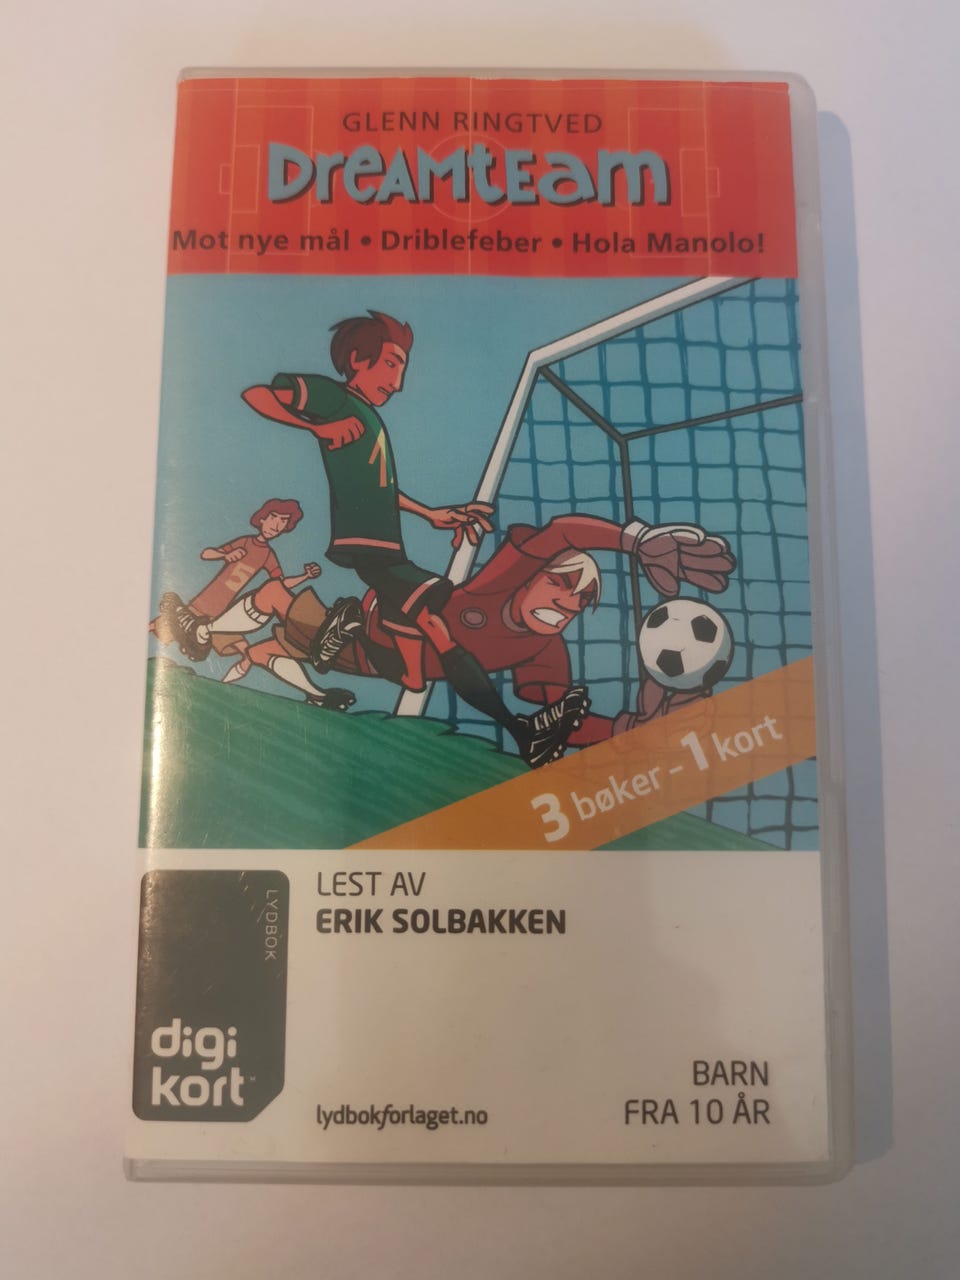 GLENN RINGTVED
DREAMTEAM
Mot nye mål • Driblefeber • Hola Manolo!
5
3 bøker – 1 kort
LEST AV
ERIK SOLBAKKEN
LYDBOK
digi
kort
lydbokforlaget.no
BARN
FRA 10 ÅR